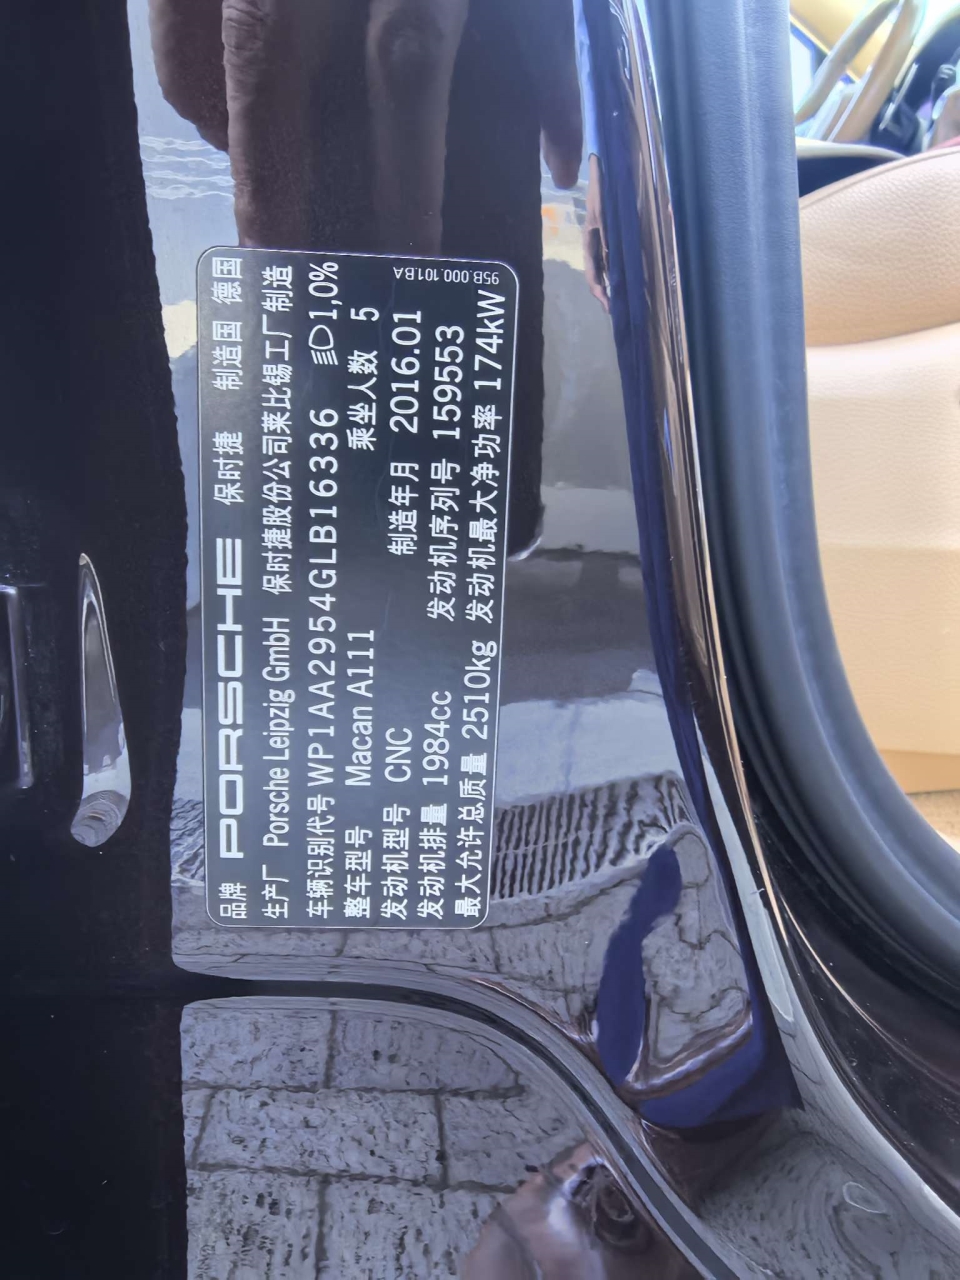 品牌 PORSCHE 保时捷 制造国 德国
生产厂 Porsche Leipzig GmbH 保时捷股份公司莱比锡工厂制造
车辆识别代号 WP1AA2954GLB16336 1,0%
整车型号 Macan A111 乘坐人数 5
发动机型号 CNC 制造年月 2016.01
发动机排量 1984cc 发动机序列号 159553
最大允许总质量 2510kg 发动机最大净功率 174kW
95B.000.101.BA